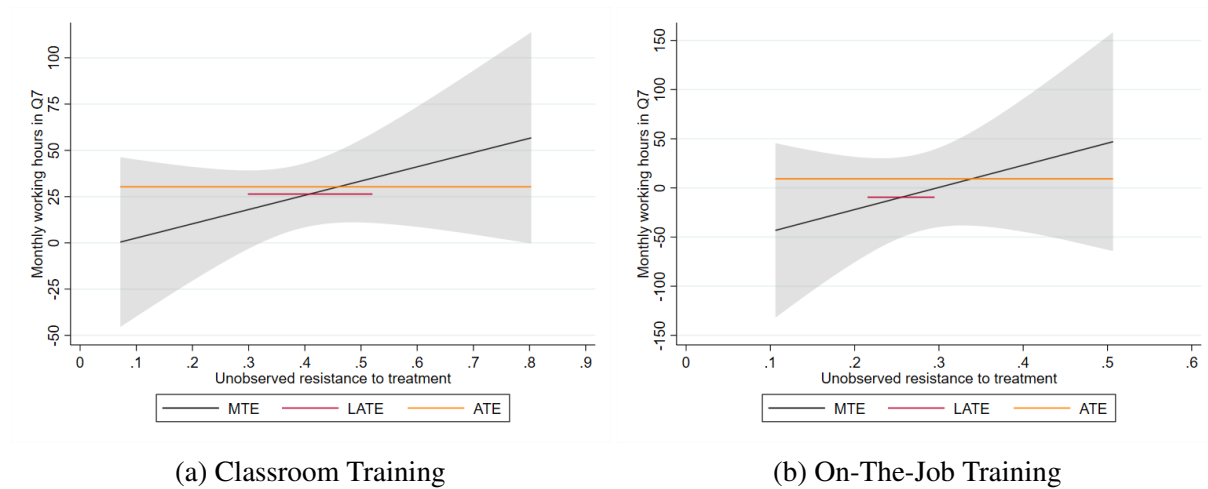 Monthly working hours in Q7
100
75
50
25
0
-25
-50
0 .1 .2 .3 .4 .5 .6 .7 .8 .9
Unobserved resistance to treatment
MTE LATE ATE
(a) Classroom Training
Monthly working hours in Q7
150
100
50
0
-50
-100
-150
0 .1 .2 .3 .4 .5 .6
Unobserved resistance to treatment
MTE LATE ATE
(b) On-The-Job Training